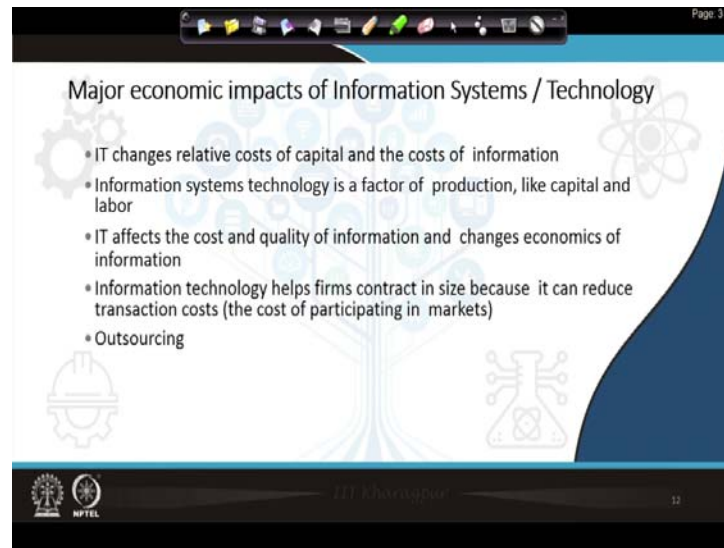 Page: 3
Major economic impacts of Information Systems / Technology
• IT changes relative costs of capital and the costs of information
• Information systems technology is a factor of production, like capital and
labor
• IT affects the cost and quality of information and changes economics of
information
• Information technology helps firms contract in size because it can reduce
transaction costs (the cost of participating in markets)
• Outsourcing
IIT Kharagpur
NPTEL
12